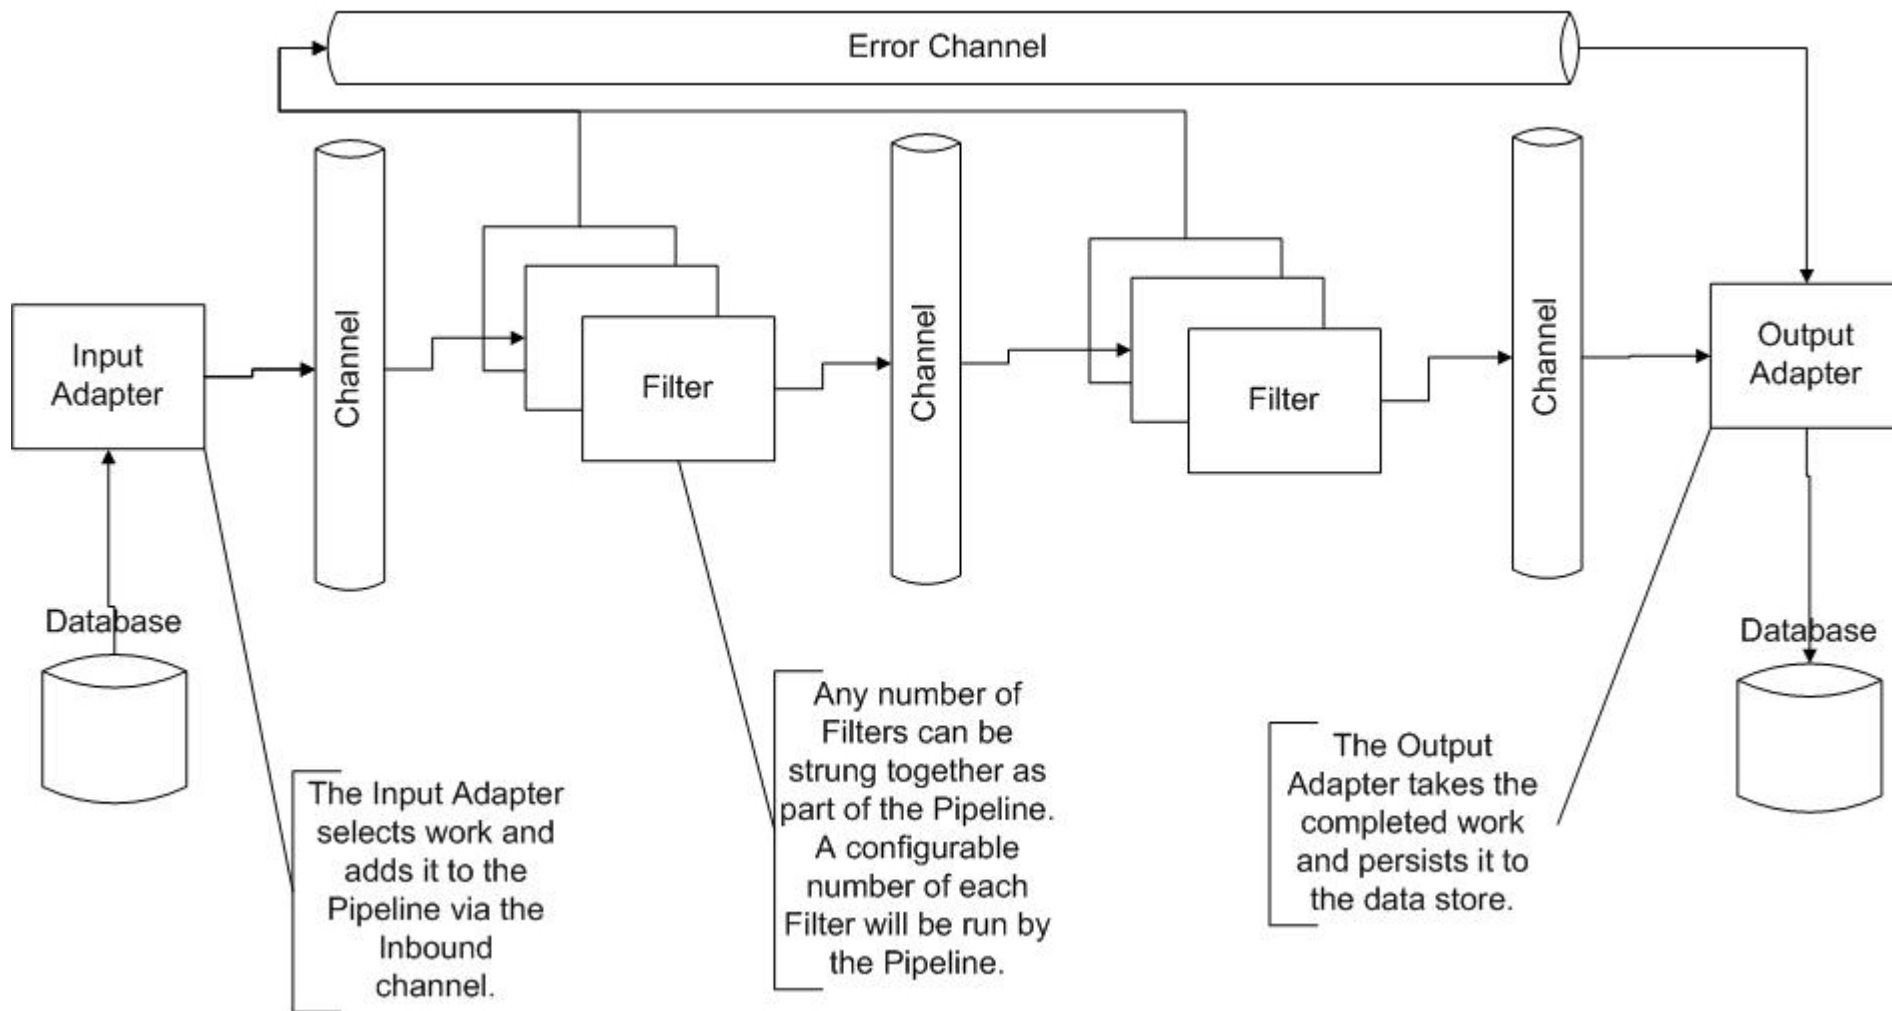 Error Channel
Input
Adapter
Channel
Filter
Channel
Filter
Channel
Output
Adapter
Database
Database
The Input Adapter
selects work and
adds it to the
Pipeline via the
Inbound
channel.
Any number of
Filters can be
strung together as
part of the Pipeline.
A configurable
number of each
Filter will be run by
the Pipeline.
The Output
Adapter takes the
completed work
and persists it to
the data store.